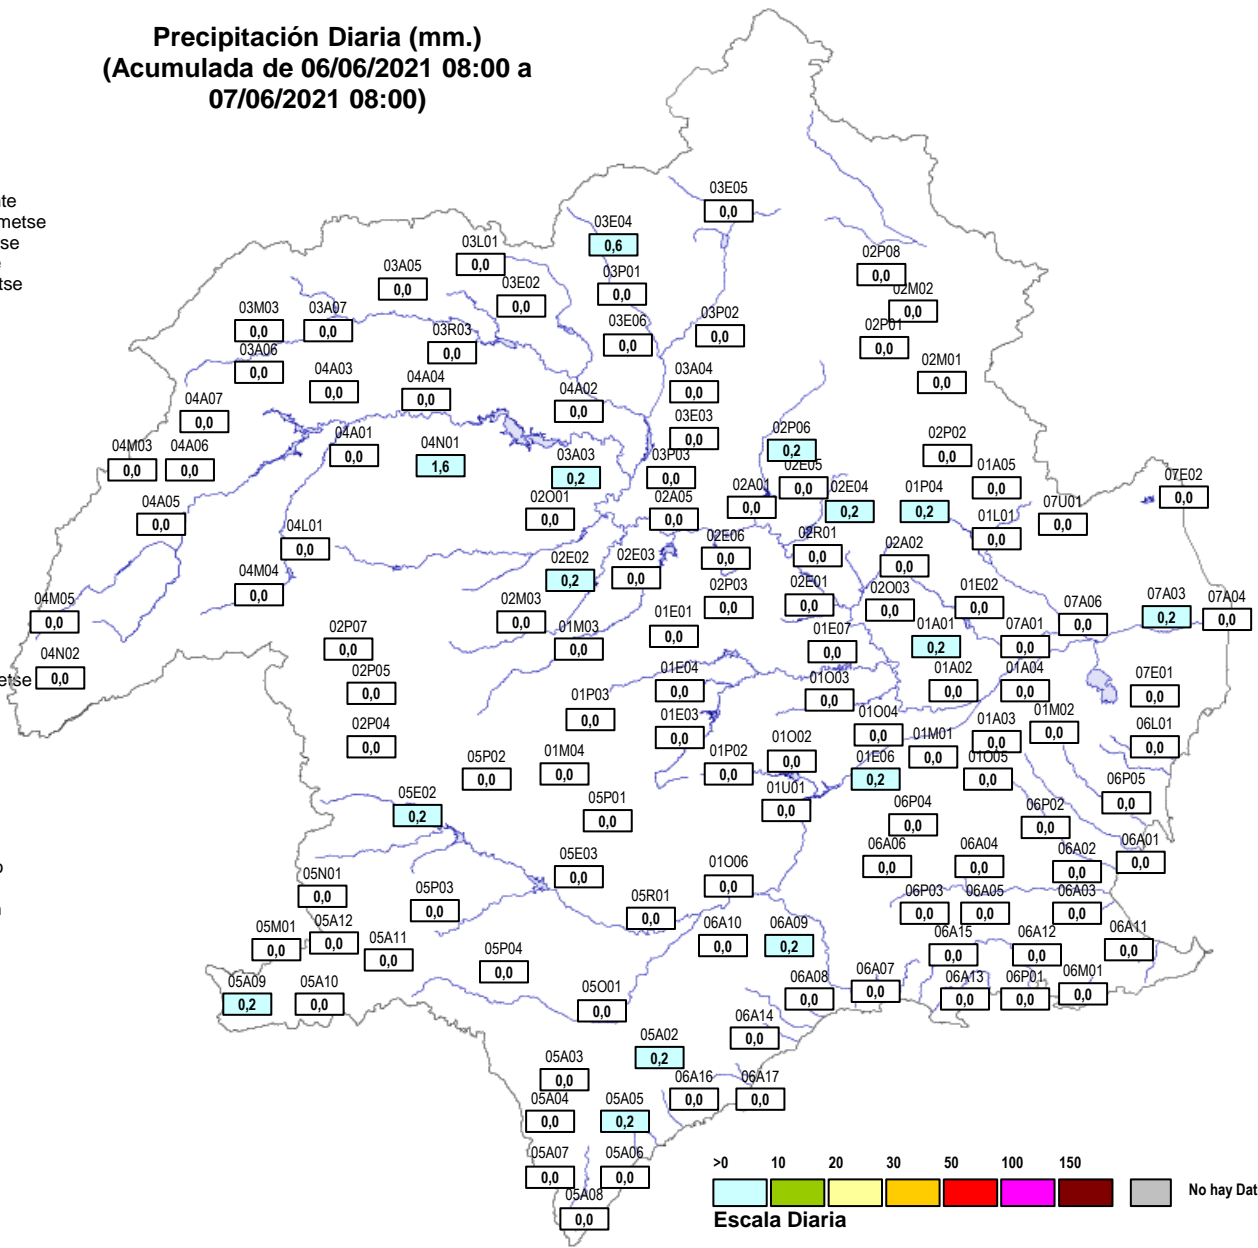 Precipitación Diaria (mm.)
(Acumulada de 06/06/2021 08:00 a
07/06/2021 08:00)
03E05
0,0
03E04
0,6
03L01
0,0
03A05
0,0
03E02
0,0
03P01
0,0
02P08
0,0
02M02
0,0
03M03
0,0
03A07
0,0
03R03
0,0
03E06
0,0
03P02
0,0
02P01
0,0
03A06
0,0
04A03
0,0
04A04
0,0
04A02
0,0
03A04
0,0
02M01
0,0
04A07
0,0
03E03
0,0
04M03
0,0
04A06
0,0
04A01
0,0
04N01
1,6
03A03
0,2
03P03
0,0
02P06
0,2
02E05
0,0
02P02
0,0
01A05
0,0
07E02
0,0
04A05
0,0
02O01
0,0
02A05
0,0
02A01
0,0
02E04
0,2
01P04
0,2
01L01
0,0
07U01
0,0
04L01
0,0
02E06
0,0
02R01
0,0
02A02
0,0
04M04
0,0
02E02
0,2
02E03
0,0
02P03
0,0
02E01
0,0
02O03
0,0
01E02
0,0
07A06
0,0
07A03
0,2
07A04
0,0
04M05
0,0
02M03
0,0
01M03
0,0
01E01
0,0
01E07
0,0
01A01
0,2
07A01
0,0
04N02
0,0
02P07
0,0
02P05
0,0
01E04
0,0
01O03
0,0
01A02
0,0
01A04
0,0
07E01
0,0
02P04
0,0
01P03
0,0
01E03
0,0
01O04
0,0
01M01
0,0
01A03
0,0
01M02
0,0
06L01
0,0
05P02
0,0
01M04
0,0
01P02
0,0
01O02
0,0
01E06
0,2
01O05
0,0
05E02
0,2
05P01
0,0
01U01
0,0
06P04
0,0
06P02
0,0
06P05
0,0
05E03
0,0
01O06
0,0
06A06
0,0
06A04
0,0
06A02
0,0
06A01
0,0
05N01
0,0
05P03
0,0
05R01
0,0
06P03
0,0
06A05
0,0
06A03
0,0
05M01
0,0
05A12
0,0
05A11
0,0
05P04
0,0
06A10
0,0
06A09
0,2
06A15
0,0
06A12
0,0
06A11
0,0
05A09
0,2
05A10
0,0
05O01
0,0
06A08
0,0
06A07
0,0
06A13
0,0
06P01
0,0
06M01
0,0
05A02
0,2
06A14
0,0
05A03
0,0
06A16
0,0
06A17
0,0
05A04
0,0
05A05
0,2
05A07
0,0
05A06
0,0
05A08
0,0
>0 10 20 30 50 100 150
No hay Dat
Escala Diaria